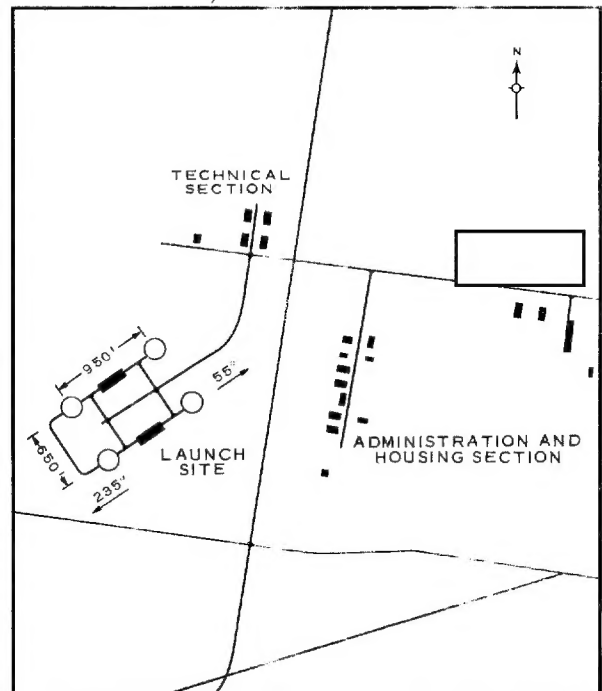 N
TECHNICAL
SECTION
950'
55°
650'
LAUNCH
SITE
235°
ADMINISTRATION AND
HOUSING SECTION